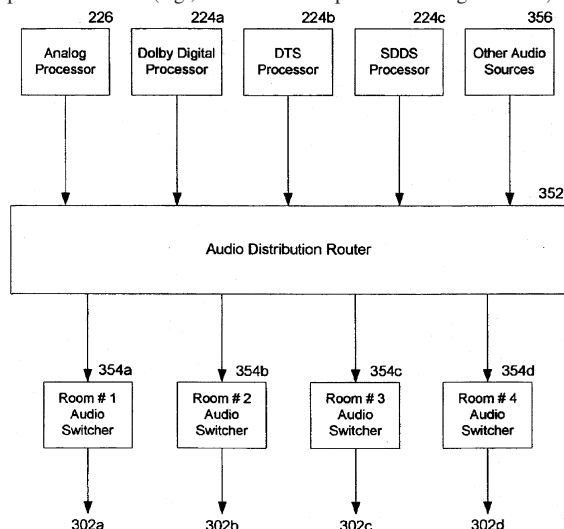 226 224a 224b 224c 356
Analog Processor
Dolby Digital Processor
DTS Processor
SDDS Processor
Other Audio Sources
352
Audio Distribution Router
354a 354b 354c 354d
Room # 1 Audio Switcher
Room # 2 Audio Switcher
Room # 3 Audio Switcher
Room # 4 Audio Switcher
302a 302b 302c 302d